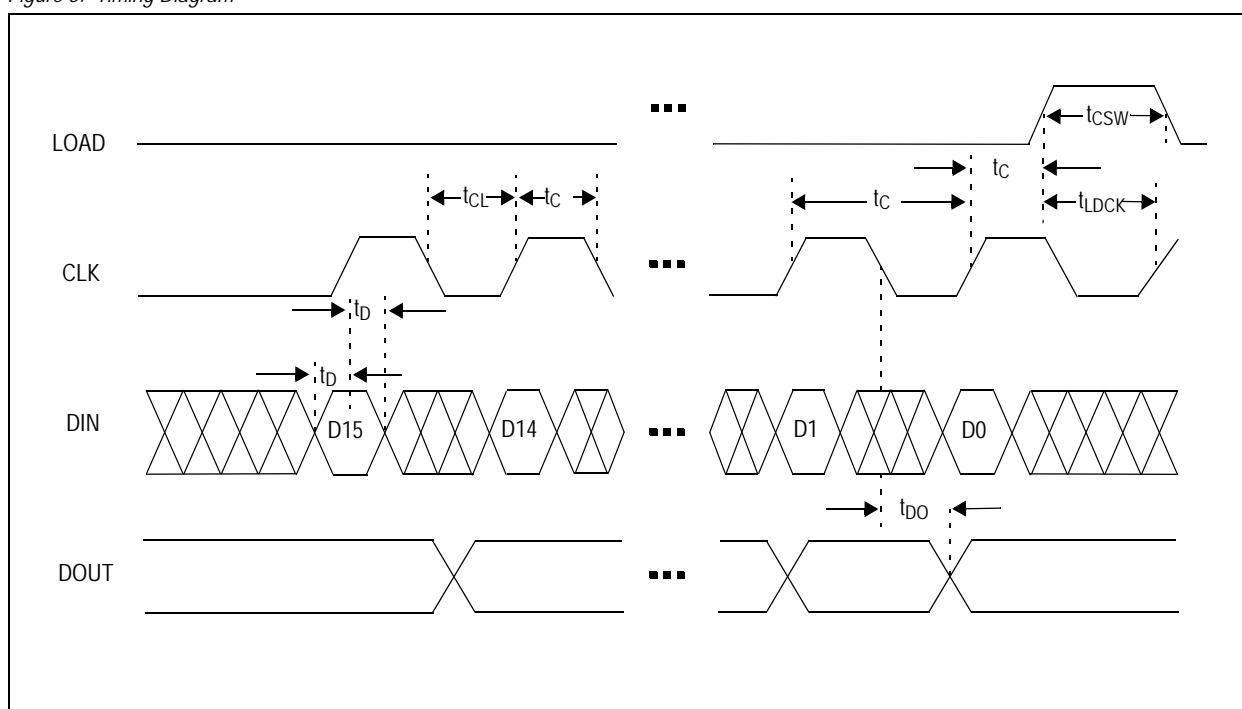 Figure 3. Timing Diagram
LOAD
tCSW
tC
tCL
tC
tC
tLDCK
CLK
tD
tD
DIN
D15
D14
D1
D0
tDO
DOUT